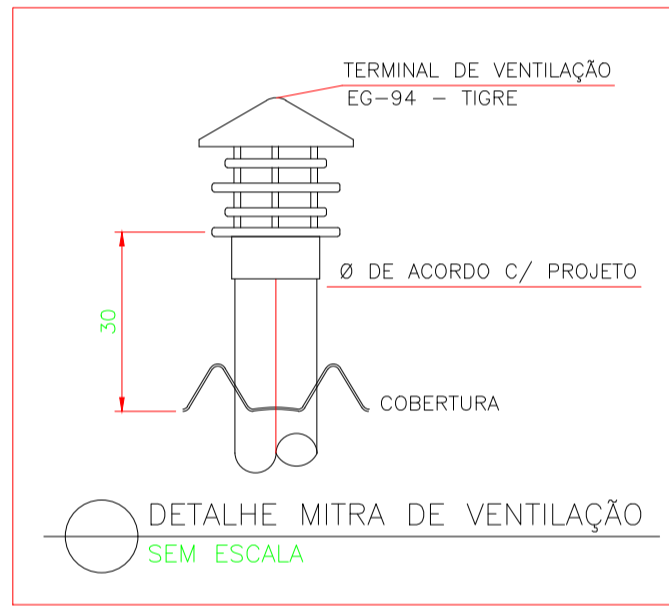 TERMINAL DE VENTILAÇÃO
EG-94 - TIGRE
Ø DE ACORDO C/ PROJETO
30
COBERTURA
DETALHE MITRA DE VENTILAÇÃO
SEM ESCALA